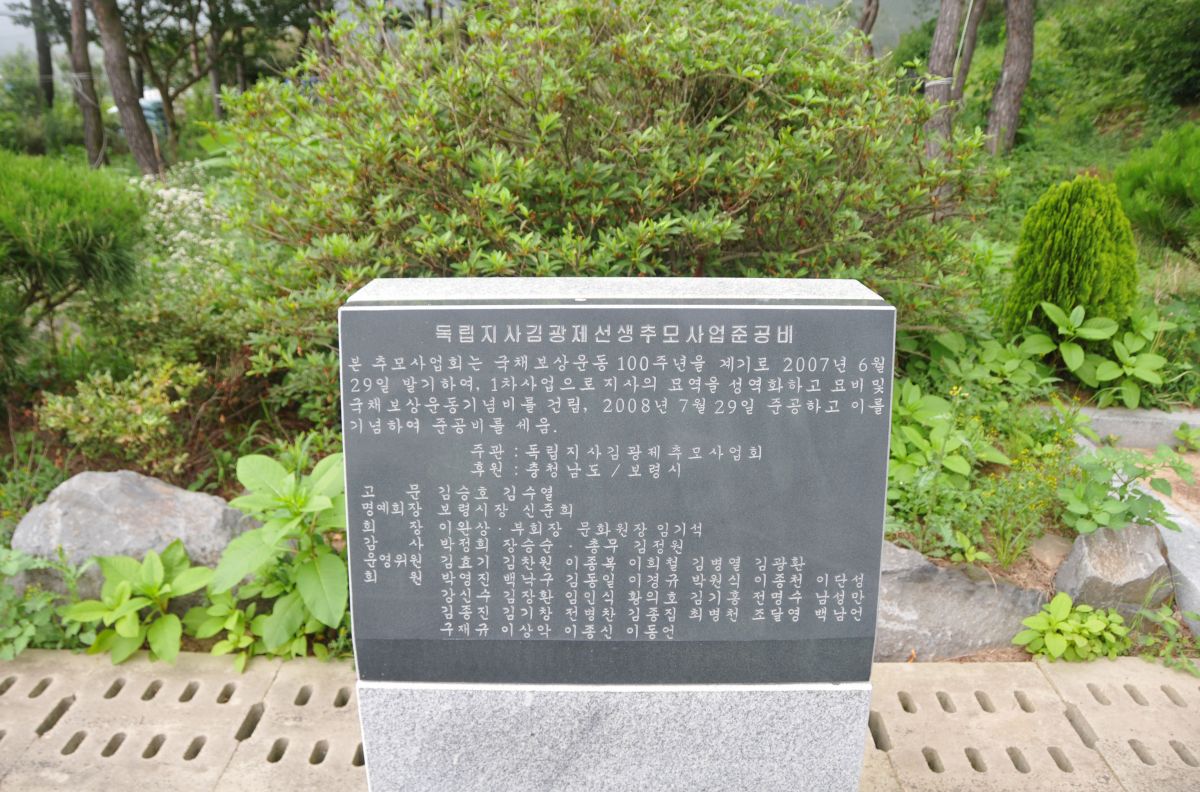 독립지사김광제선생추모사업준공비
본 추모사업회는 국채보상운동 100주년을 계기로 2007년 6월
29일 발기하여, 1차사업으로 지사의 묘역을 성역화하고 묘비 및
국채보상운동기념비를 건립, 2008년 7월 29일 준공하고 이를
기념하여 준공비를 세움.
주관 : 독립지사김광제추모사업회
후원 : 충청남도 / 보령시
고 문 김승호 김수열
명예회장 보령시장 신준희
회 장 이완상 · 부회장 문화원장 임기석
감 사 박정희 장승순 · 총무 김정원
운영위원 김효기 김찬원 이종복 이희철 김병열 김광환
회 원 박영진 백낙구 김동일 이경규 박원식 이종천 이단성
강신수 김장환 임인식 황의호 김기홍 전명수 남성만
김종진 김기창 전병찬 김종집 최병천 조달영 백남언
구재규 이상악 이종신 이동언